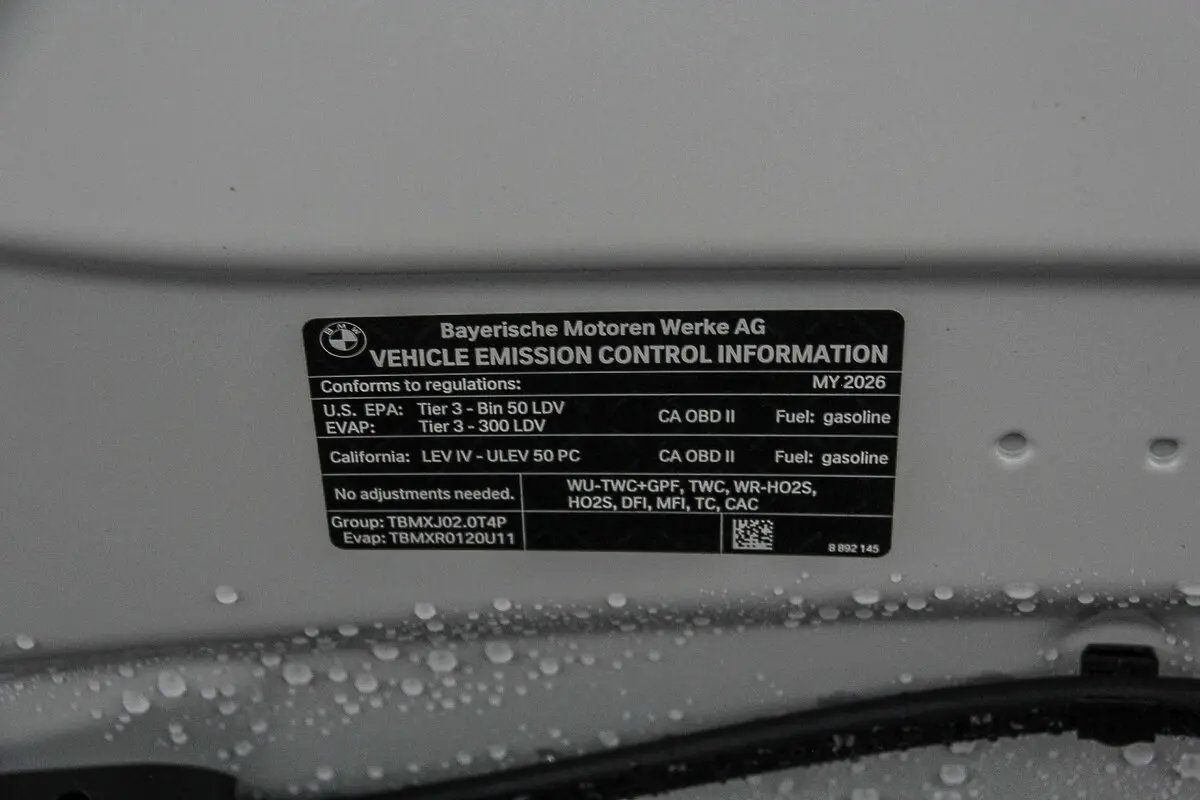 BMW
Bayerische Motoren Werke AG
VEHICLE EMISSION CONTROL INFORMATION
Conforms to regulations: MY 2026
U.S. EPA: Tier 3 - Bin 50 LDV CA OBD II Fuel: gasoline
EVAP: Tier 3 - 300 LDV
California: LEV IV - ULEV 50 PC CA OBD II Fuel: gasoline
No adjustments needed.
WU-TWC+GPF, TWC, WR-HO2S,
HO2S, DFI, MFI, TC, CAC
Group: TBMXJ02.0T4P
Evap: TBMXR0120U11
8 892 145